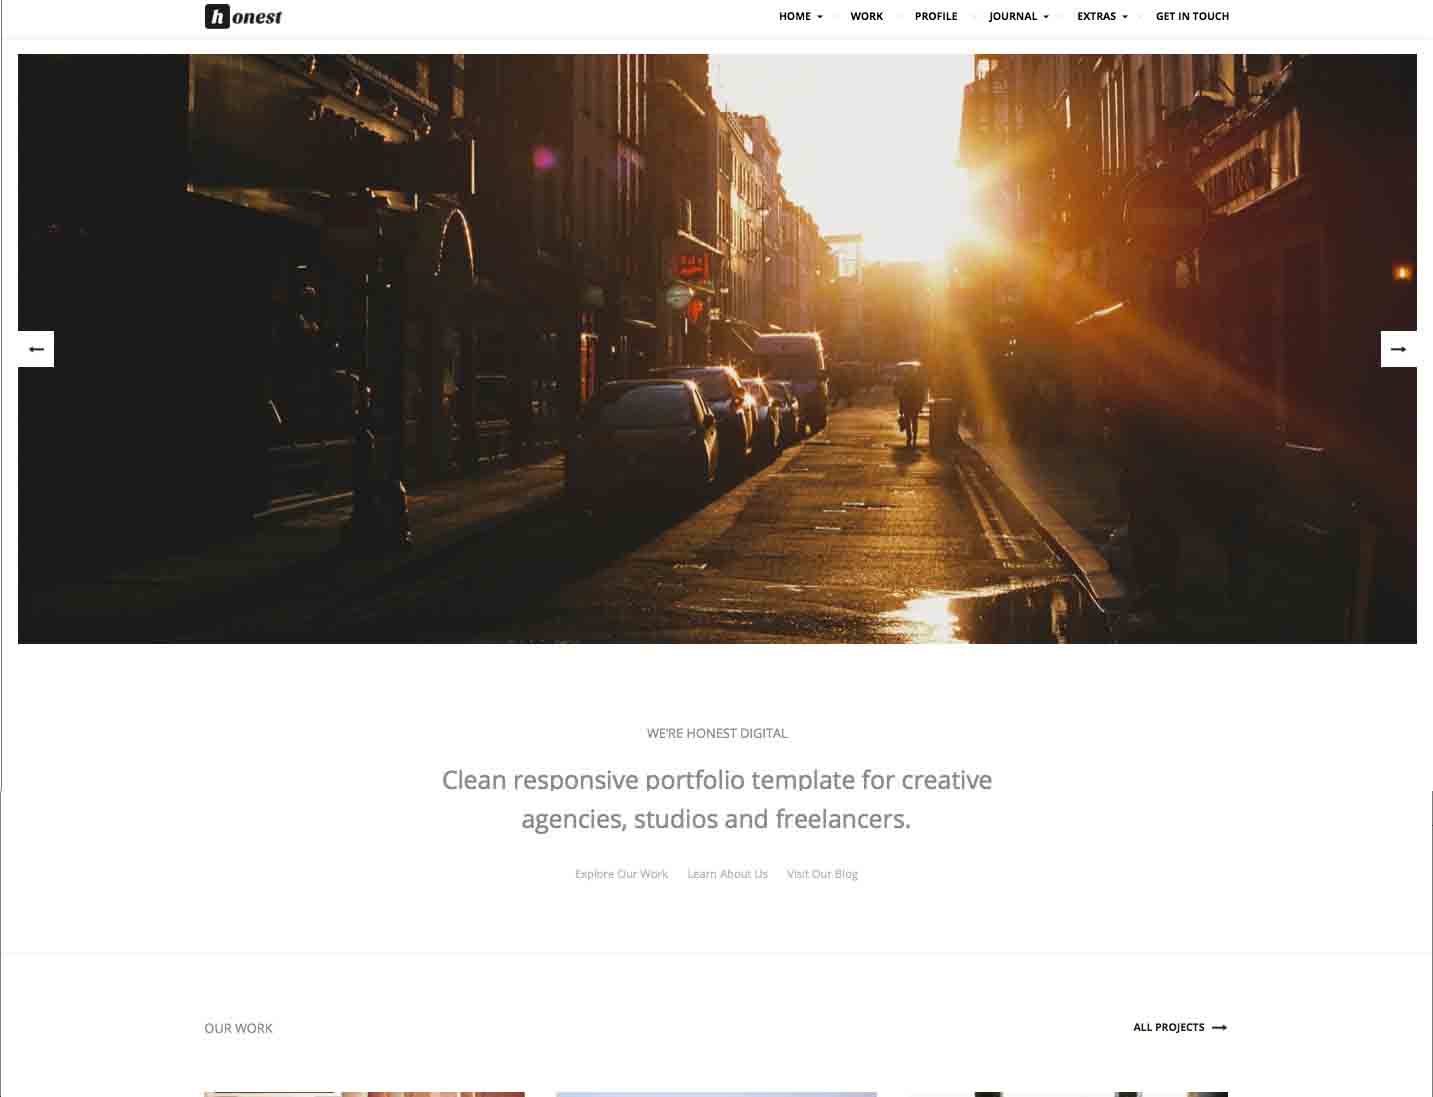 honest
HOME
WORK
PROFILE
JOURNAL
EXTRAS
GET IN TOUCH
WE'RE HONEST DIGITAL
Clean responsive portfolio template for creative
agencies, studios and freelancers.
Explore Our Work
Learn About Us
Visit Our Blog
OUR WORK
ALL PROJECTS